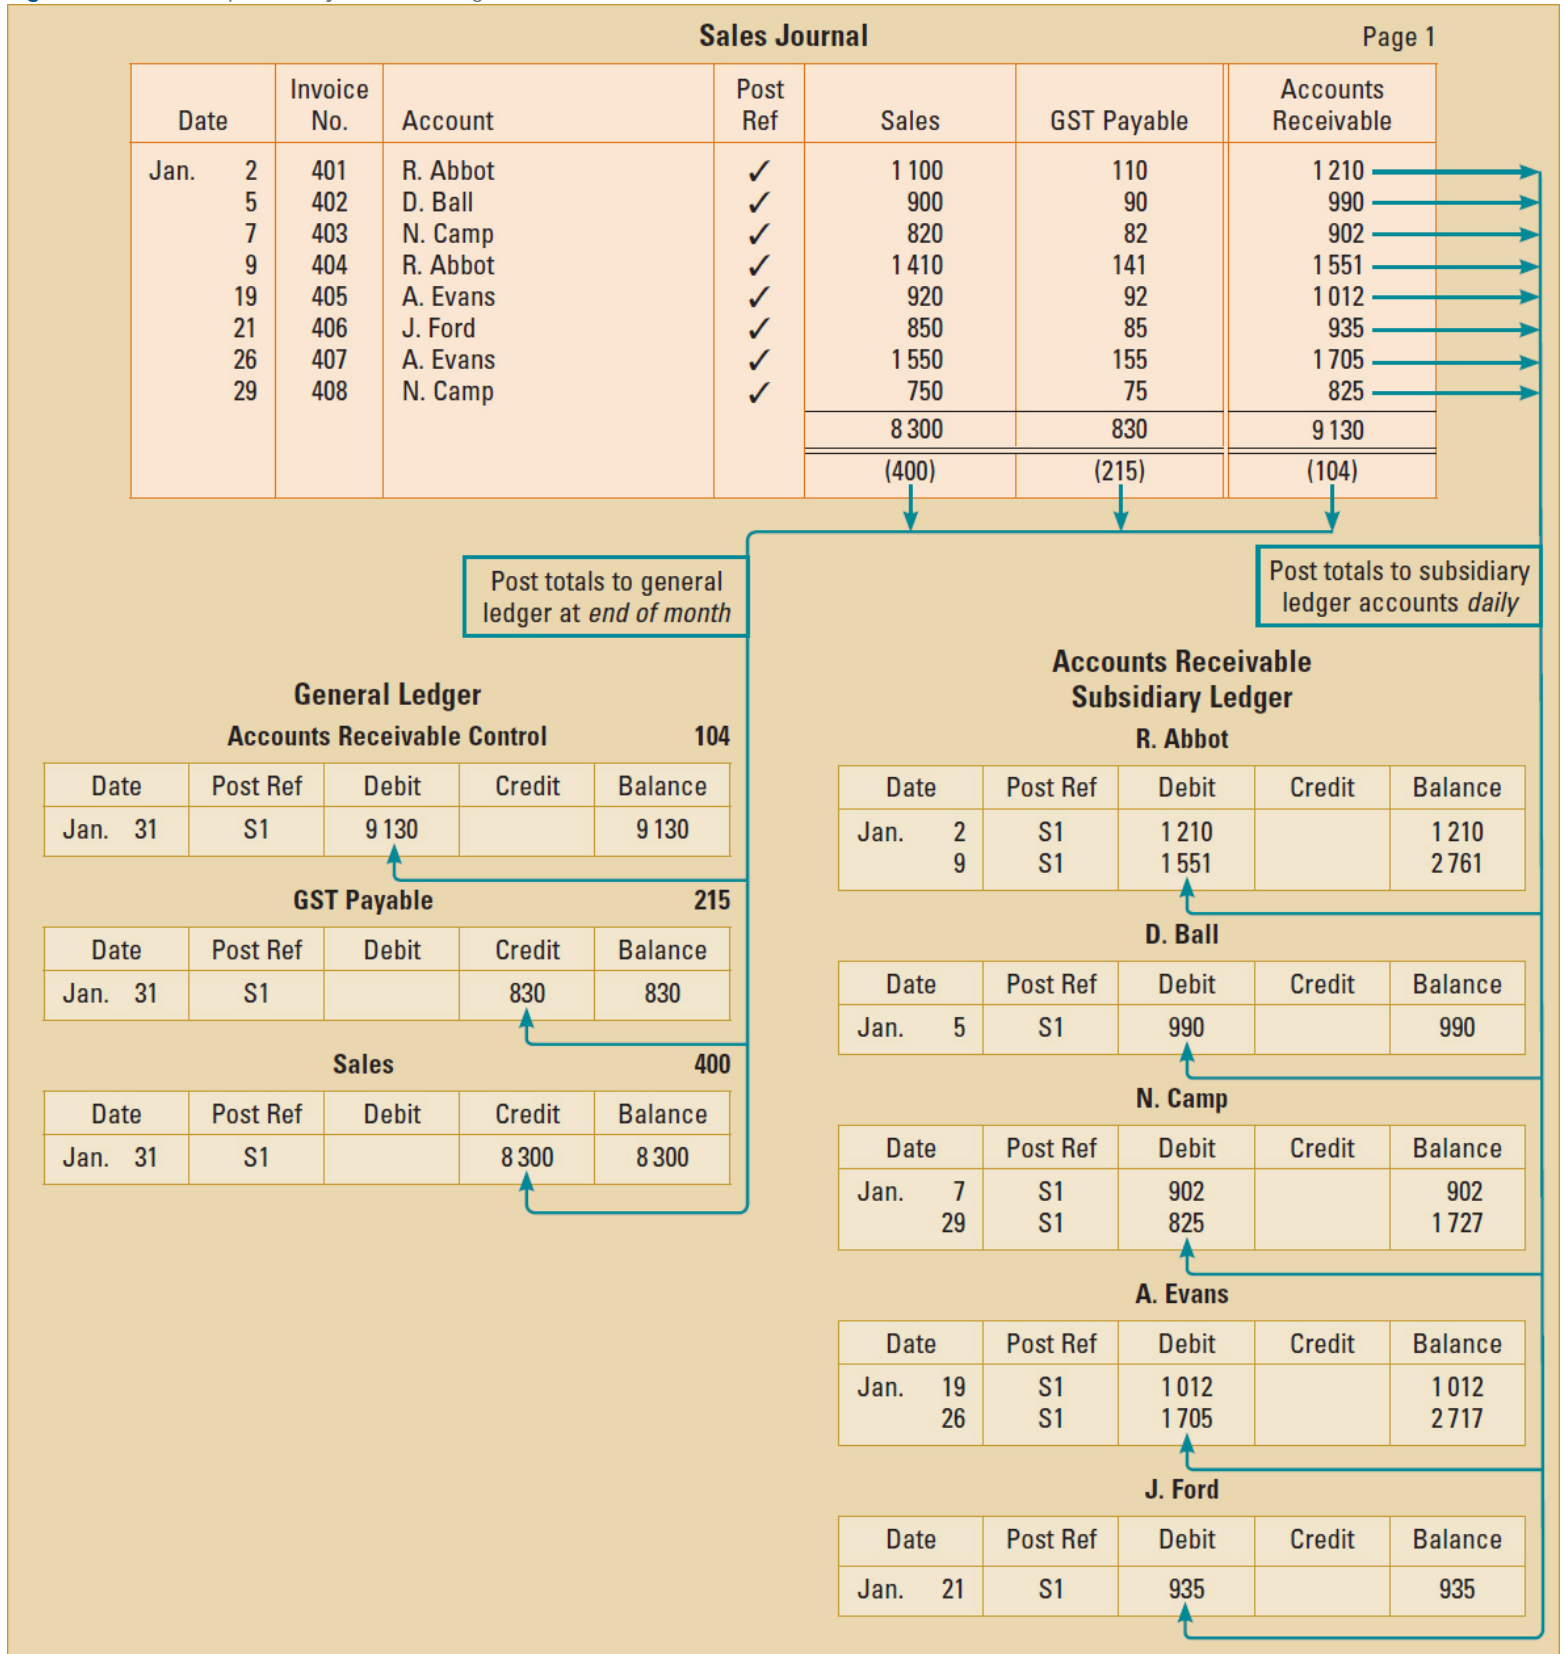 Sales Journal Page 1
Date Invoice No. Account Post Ref Sales GST Payable Accounts Receivable
Jan. 2 401 R. Abbot ✓ 1 100 110 1 210
5 402 D. Ball ✓ 900 90 990
7 403 N. Camp ✓ 820 82 902
9 404 R. Abbot ✓ 1 410 141 1 551
19 405 A. Evans ✓ 920 92 1 012
21 406 J. Ford ✓ 850 85 935
26 407 A. Evans ✓ 1 550 155 1 705
29 408 N. Camp ✓ 750 75 825
8 300 830 9 130
(400) (215) (104)
Post totals to general
ledger at end of month
Post totals to subsidiary
ledger accounts daily
General Ledger
Accounts Receivable Control 104
Date Post Ref Debit Credit Balance
Jan. 31 S1 9 130 9 130
GST Payable 215
Date Post Ref Debit Credit Balance
Jan. 31 S1 830 830
Sales 400
Date Post Ref Debit Credit Balance
Jan. 31 S1 8 300 8 300
Accounts Receivable
Subsidiary Ledger
R. Abbot
Date Post Ref Debit Credit Balance
Jan. 2 S1 1 210 1 210
9 S1 1 551 2 761
D. Ball
Date Post Ref Debit Credit Balance
Jan. 5 S1 990 990
N. Camp
Date Post Ref Debit Credit Balance
Jan. 7 S1 902 902
29 S1 825 1 727
A. Evans
Date Post Ref Debit Credit Balance
Jan. 19 S1 1 012 1 012
26 S1 1 705 2 717
J. Ford
Date Post Ref Debit Credit Balance
Jan. 21 S1 935 935